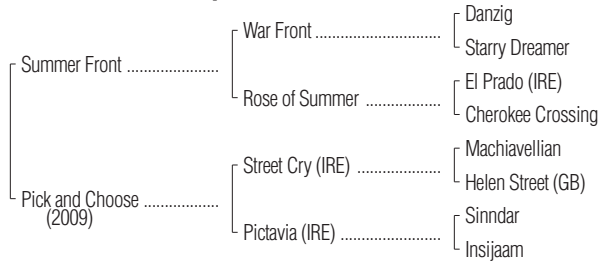 Danzig
War Front ....................
Starry Dreamer
Summer Front ......................
El Prado (IRE)
Rose of Summer ..................
Cherokee Crossing
Machiavellian
Street Cry (IRE) ...................
Helen Street (GB)
Pick and Choose ..................
(2009)
Sinndar
Pictavia (IRE) .......................
Insijaam